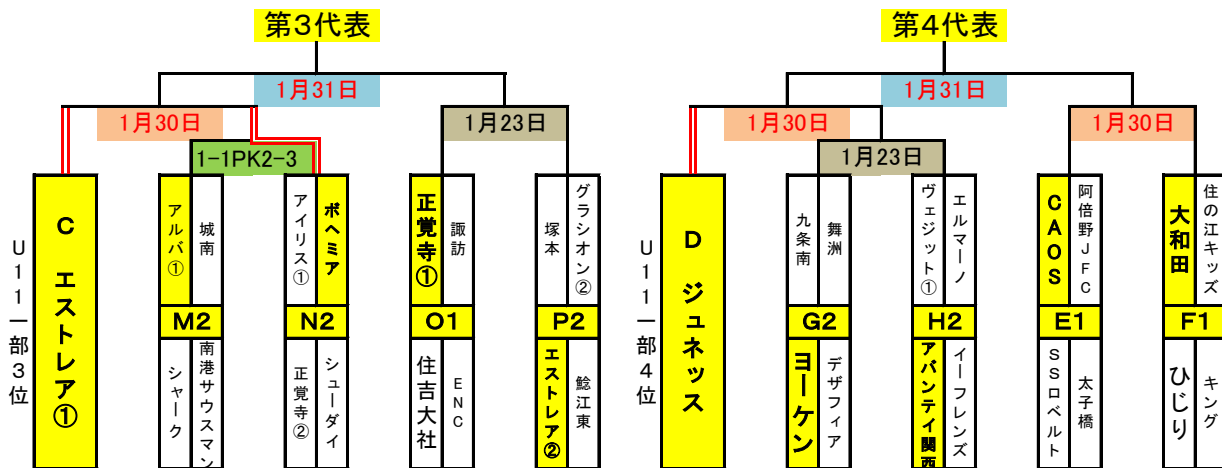 第3代表
第4代表
1月31日
1月31日
1月30日
1月23日
1月30日
1月30日
1-1PK2-3
1月23日
U11一部3位
C エストレア①
アルバ①
城南
アイリス①
ボヘミア
正覚寺①
諏訪
塚本
グラシオン②
U11一部4位
D ジュネッス
九条南
舞洲
ヴェジット①
エルマーノ
CAOS
阿倍野JFC
大和田
住の江キッズ
M2
N2
O1
P2
G2
H2
E1
F1
シャーク
南港サウスマン
正覚寺②
シューダイ
住吉大社
ENC
エストレア②
鯰江東
ヨーケン
デザフィア
アバンテイ関西
イーフレンズ
SSロベルト
太子橋
ひじり
キング